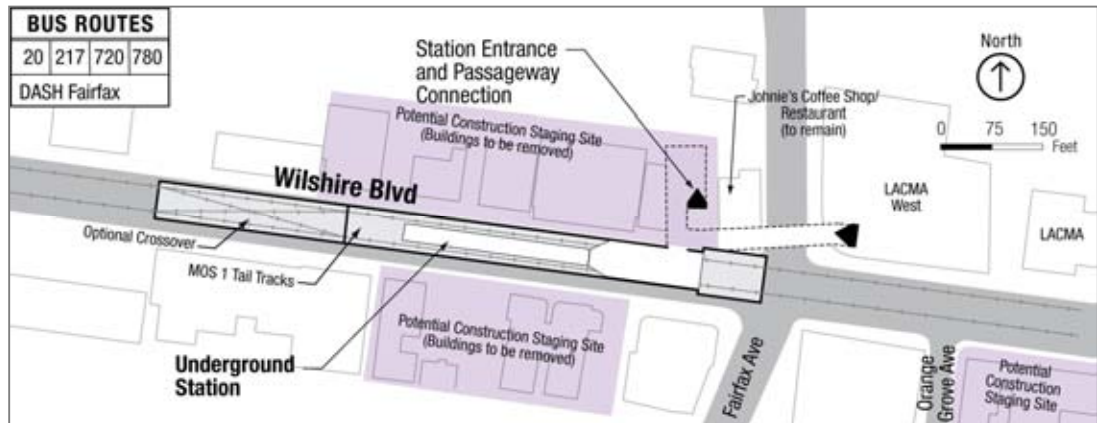 BUS ROUTES
20 217 720 780
DASH Fairfax
Station Entrance
and Passageway
Connection
North
Johnie's Coffee Shop/
Restaurant
(to remain)
0 75 150
Feet
Potential Construction Staging Site
(Buildings to be removed)
Wilshire Blvd
LACMA
West
LACMA
Optional Crossover
MOS 1 Tail Tracks
Potential Construction Staging Site
(Buildings to be removed)
Underground
Station
Fairfax Ave
Orange
Grove Ave
Potential
Construction
Staging Site